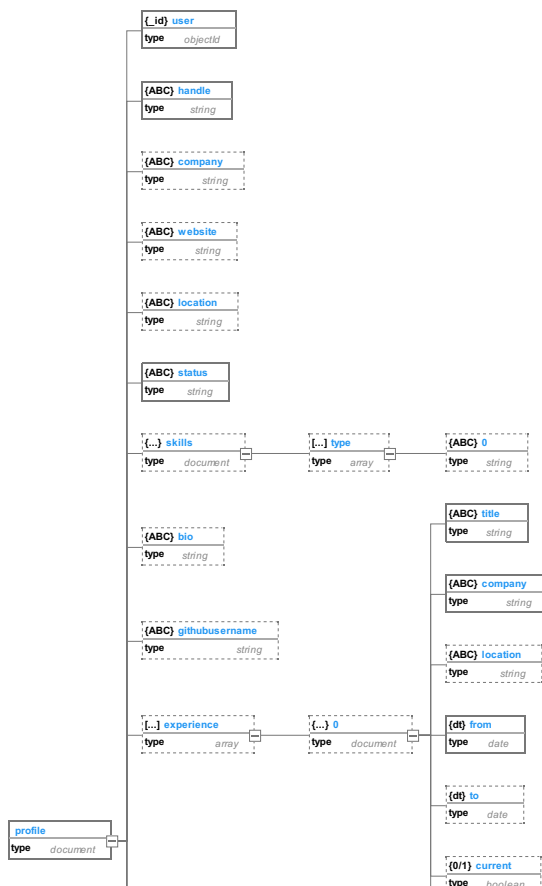 {_id} user
type objectId
{ABC} handle
type string
{ABC} company
type string
{ABC} website
type string
{ABC} location
type string
{ABC} status
type string
{...} skills
type document
[...] type
type array
{ABC} 0
type string
{ABC} title
type string
{ABC} bio
type string
{ABC} company
type string
{ABC} githubusername
type string
{ABC} location
type string
[...] experience
type array
{...} 0
type document
{dt} from
type date
{dt} to
type date
profile
type document
{0/1} current
type boolean